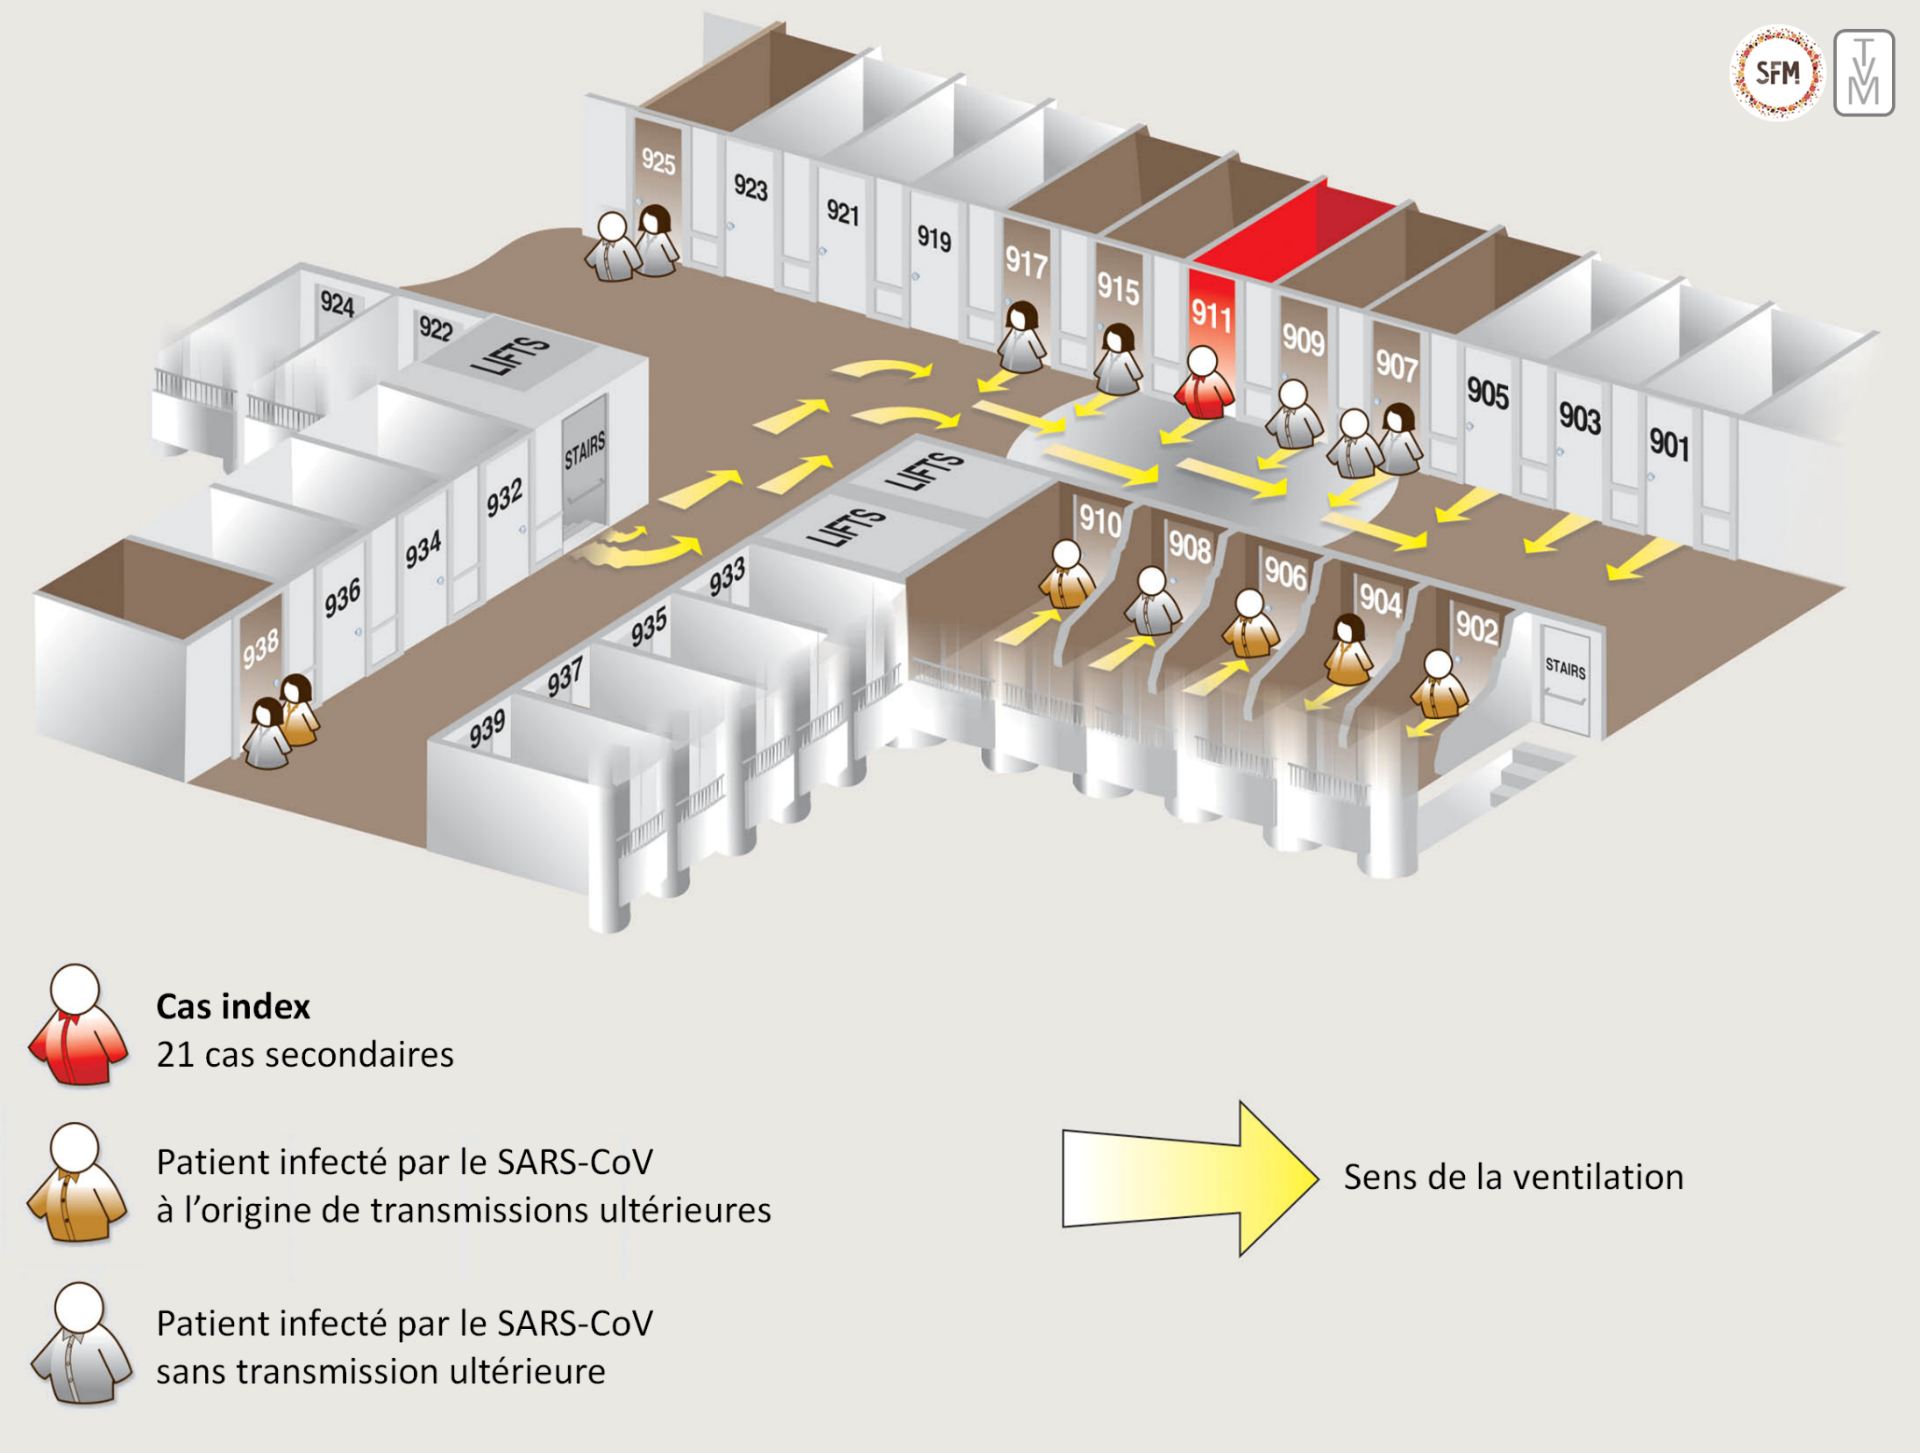 SFM
TVM
925
923
921
919
917
915
911
909
907
905
903
901
924
922
LIFTS
STAIRS
932
934
936
938
LIFTS
LIFTS
933
935
937
939
910
908
906
904
902
STAIRS
Cas index
21 cas secondaires
Patient infecté par le SARS-CoV
à l’origine de transmissions ultérieures
Sens de la ventilation
Patient infecté par le SARS-CoV
sans transmission ultérieure